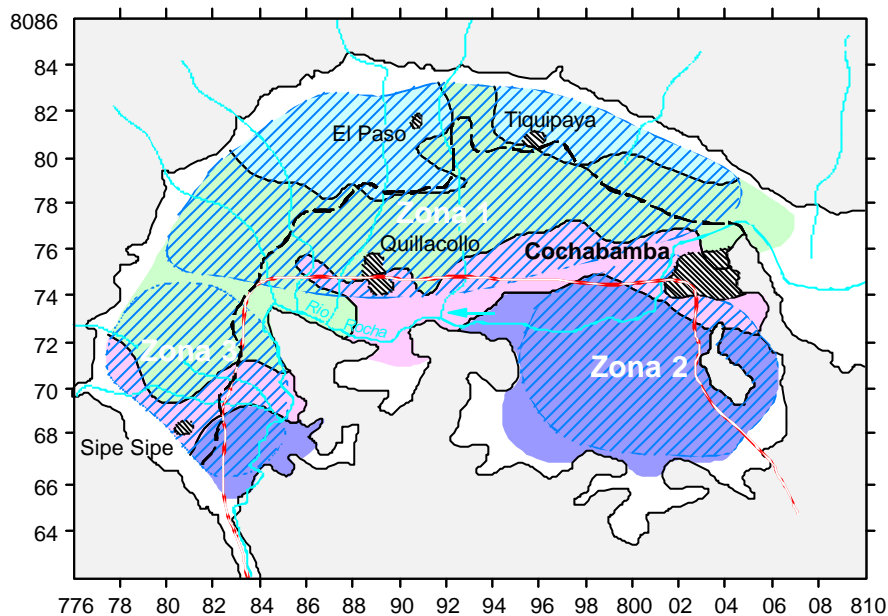 8086
84
82
80
78
76
74
72
70
68
66
64
El Paso
Tiquipaya
Zona 1
Quillacollo
Cochabamba
Rio Rocha
Zona 3
Zona 2
Sipe Sipe
776 78 80 82 84 86 88 90 92 94 96 98 800 02 04 06 08 810